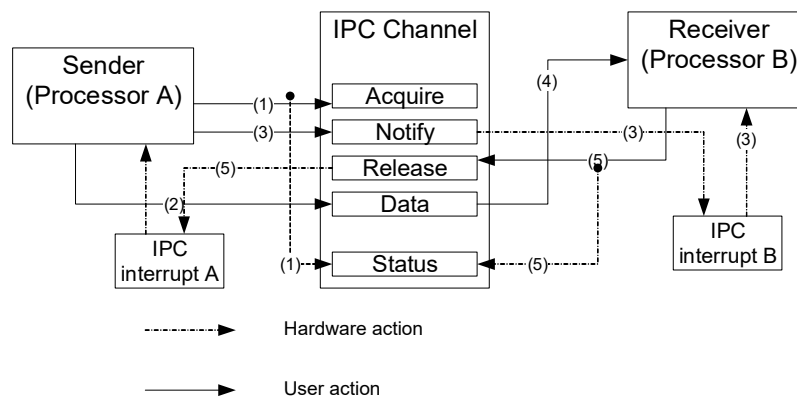 IPC Channel
Sender
(Processor A)
Receiver
(Processor B)
(1)
Acquire
(4)
(3)
Notify
(3)
(3)
(5)
Release
(5)
(2)
Data
IPC
interrupt A
IPC
interrupt B
(1)
Status
(5)
Hardware action
User action